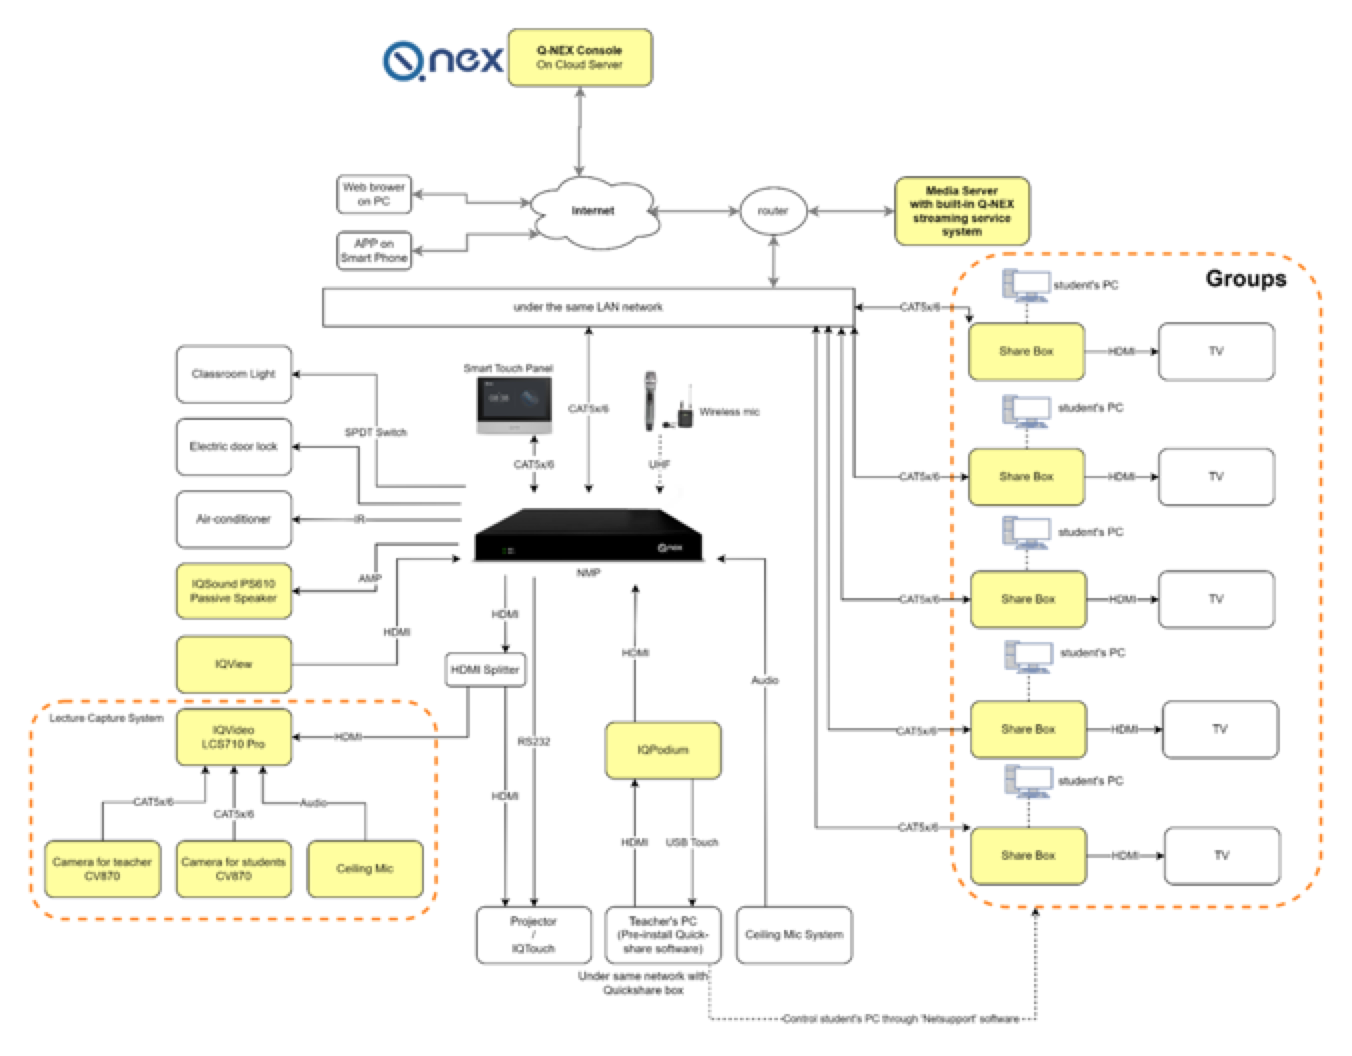 Qnex
Q-NEX Console
On Cloud Server
Web brower
on PC
APP on
Smart Phone
Internet
router
Media Server
with built-in Q-NEX
streaming service
system
under the same LAN network
Groups
student's PC
CAT5x/6
Share Box
HDMI
TV
student's PC
CAT5x/6
Share Box
HDMI
TV
student's PC
CAT5x/6
Share Box
HDMI
TV
student's PC
CAT5x/6
Share Box
HDMI
TV
student's PC
CAT5x/6
Share Box
HDMI
TV
Classroom Light
SPDT Switch
Electric door lock
Air-conditioner
IR
IQSound PS610
Passive Speaker
AMP
IQView
HDMI
Smart Touch Panel
CAT5x/6
CAT5x/6
Wireless mic
UHF
Qnex
NMP
HDMI
HDMI Splitter
HDMI
RS232
HDMI
HDMI
IQPodium
HDMI
USB Touch
Audio
Lecture Capture System
IQVideo
LCS710 Pro
CAT5x/6
CAT5x/6
Audio
Camera for teacher
CV870
Camera for students
CV870
Ceiling Mic
Projector
/
IQTouch
Teacher's PC
(Pre-install Quick-
share software)
Ceiling Mic System
Under same network with
Quickshare box
Control student's PC through 'Netsupport' software